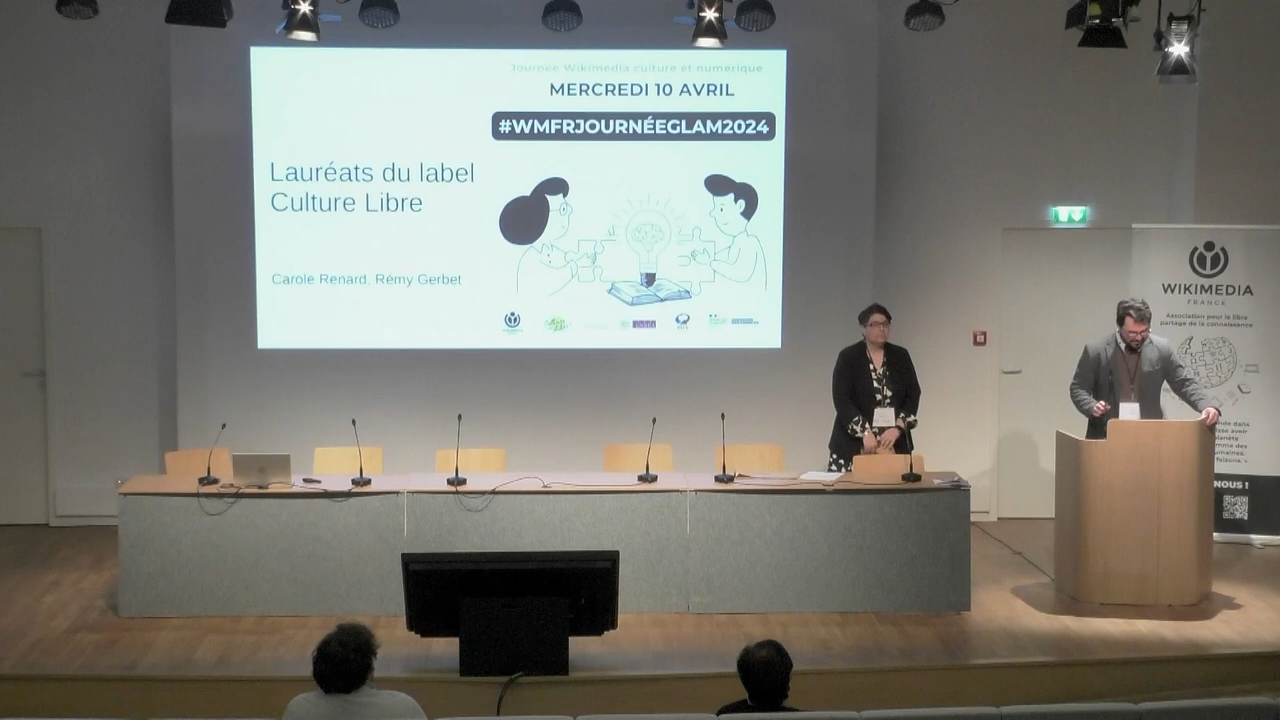 Journée Wikimedia culture et numérique
MERCREDI 10 AVRIL
#WMFRJOURNÉEGLAM2024
Lauréats du label
Culture Libre
Carole Renard, Rémy Gerbet
WIKIMEDIA
FRANCE
Association pour le libre
partage de la connaissance
NOUS !